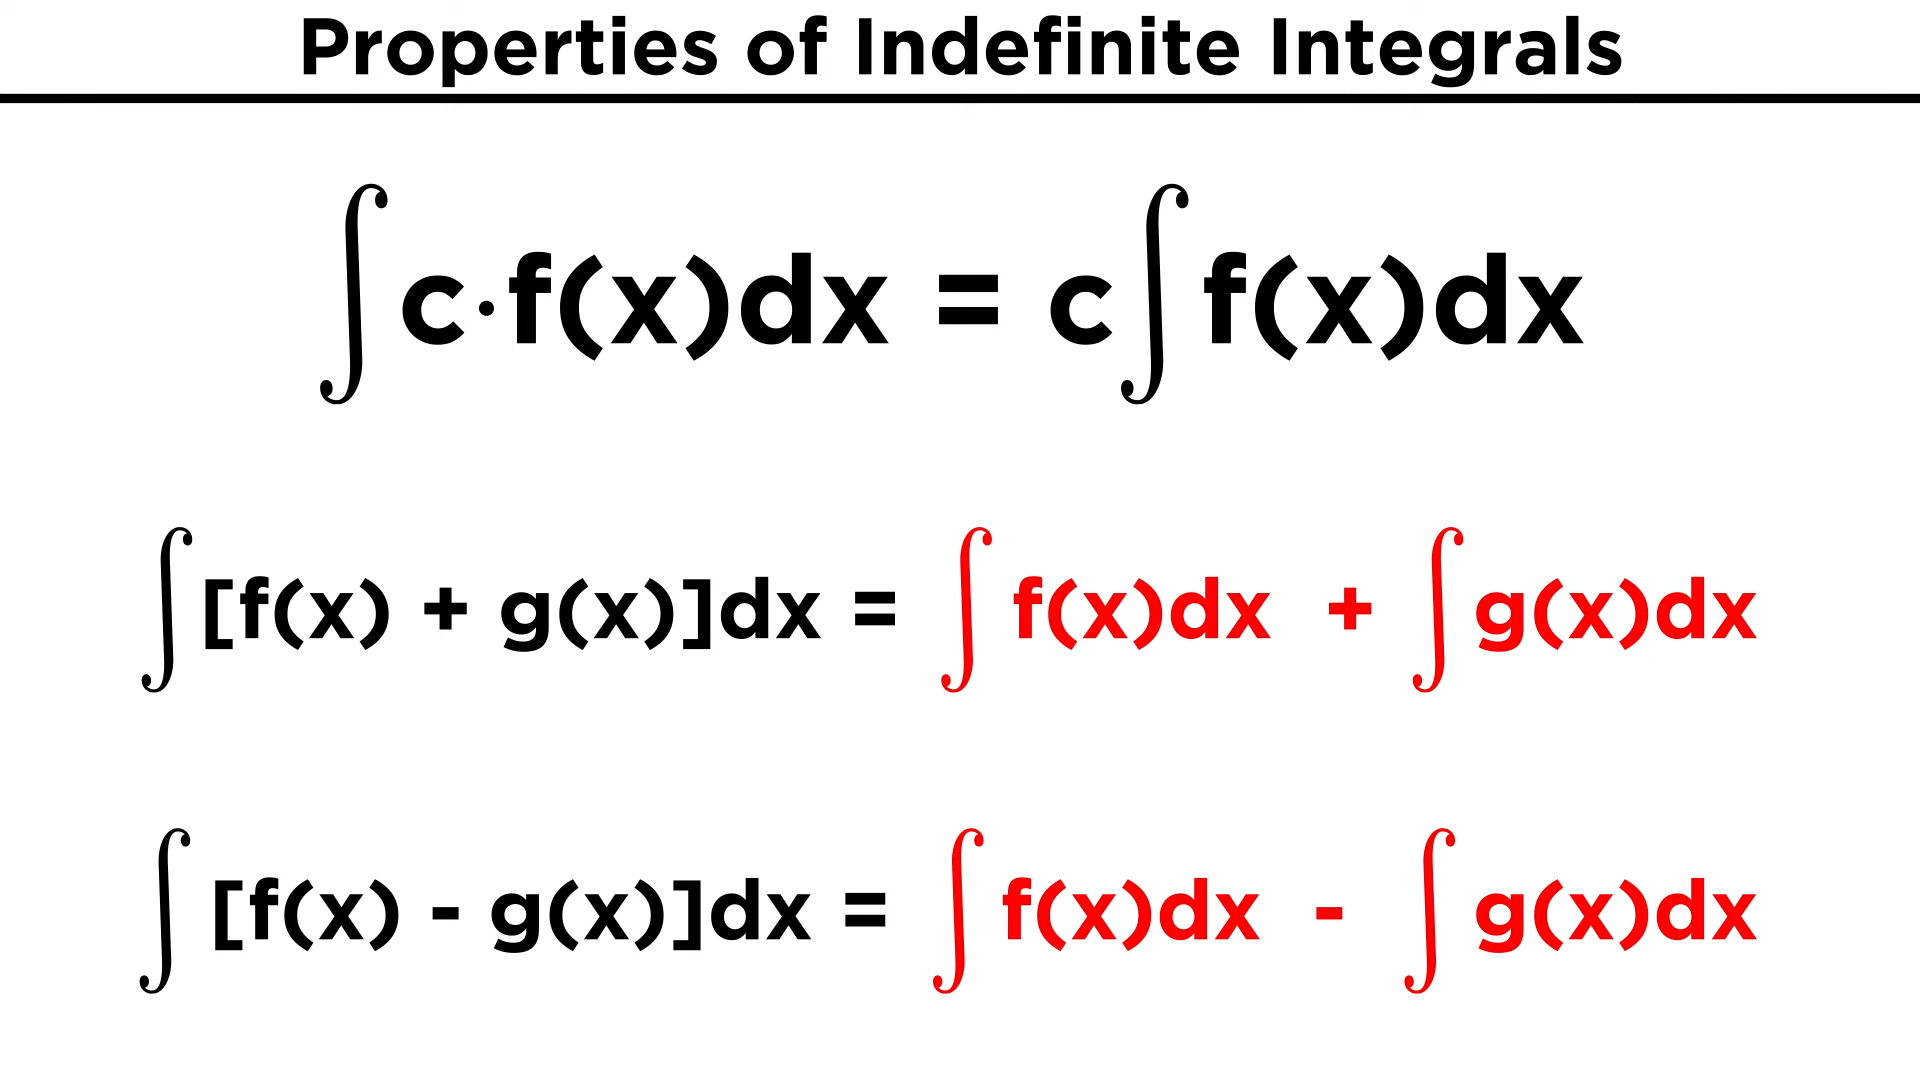 Properties of Indefinite Integrals
∫c·f(x)dx = c∫f(x)dx
∫[f(x) + g(x)]dx = ∫f(x)dx + ∫g(x)dx
∫[f(x) - g(x)]dx = ∫f(x)dx - ∫g(x)dx